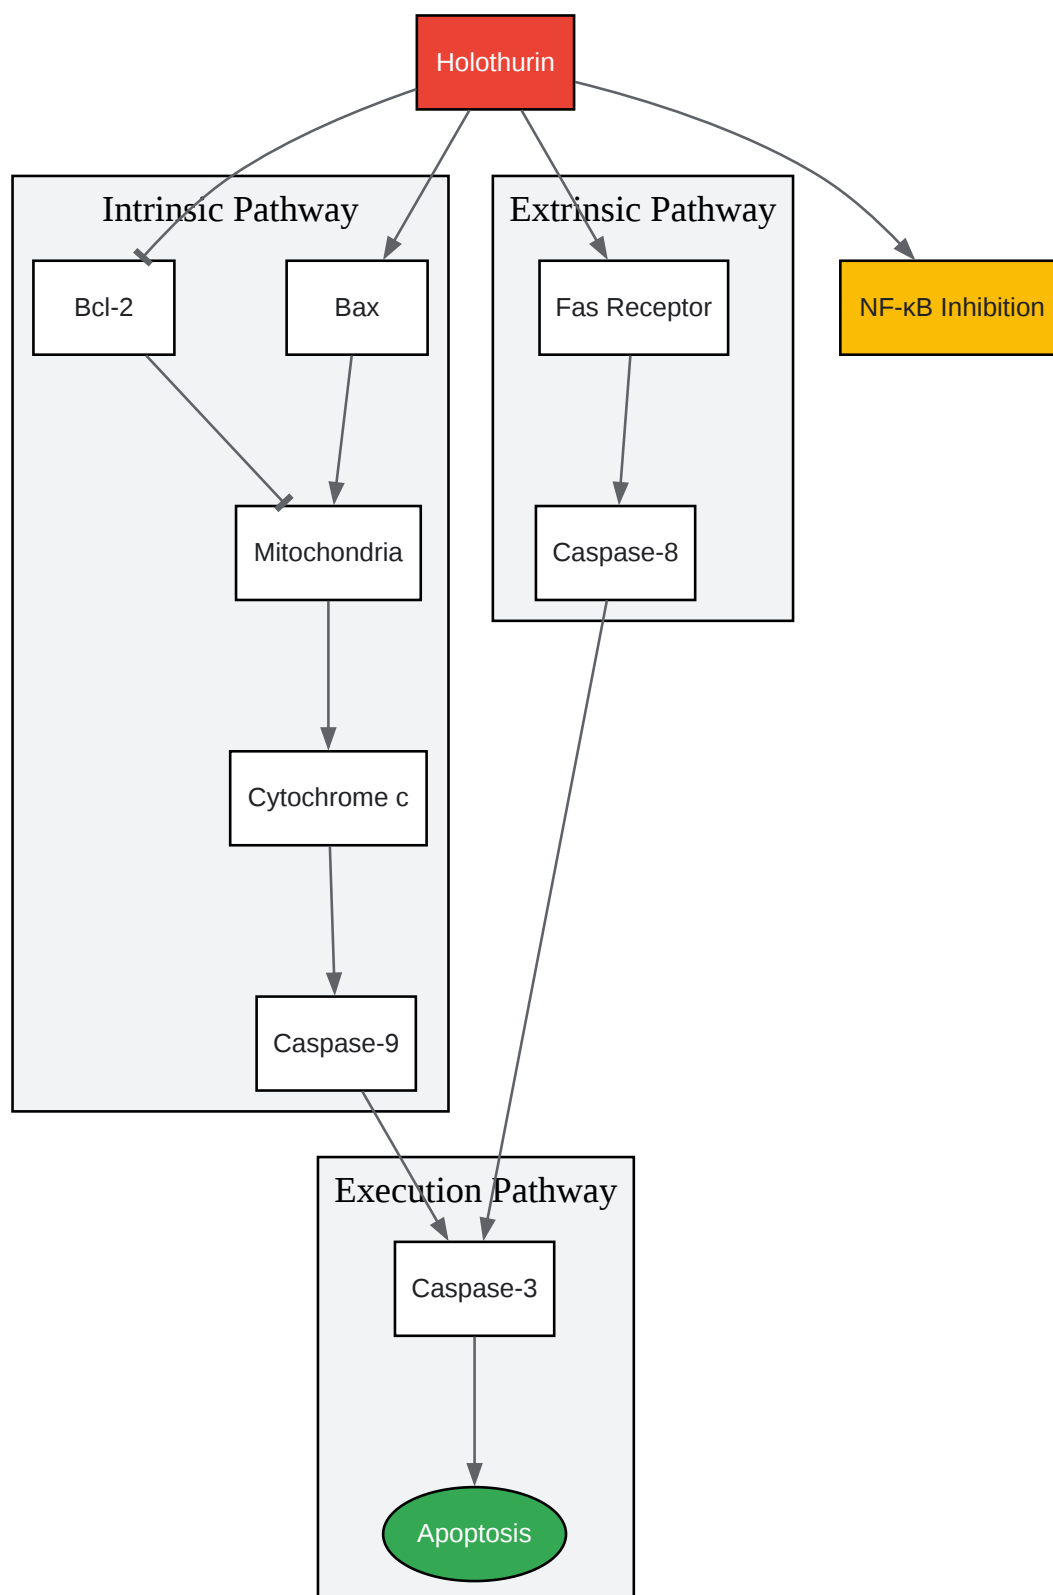 Holothurin
Intrinsic Pathway
Extrinsic Pathway
Bcl-2
Bax
Fas Receptor
NF-κB Inhibition
Mitochondria
Caspase-8
Cytochrome c
Caspase-9
Execution Pathway
Caspase-3
Apoptosis